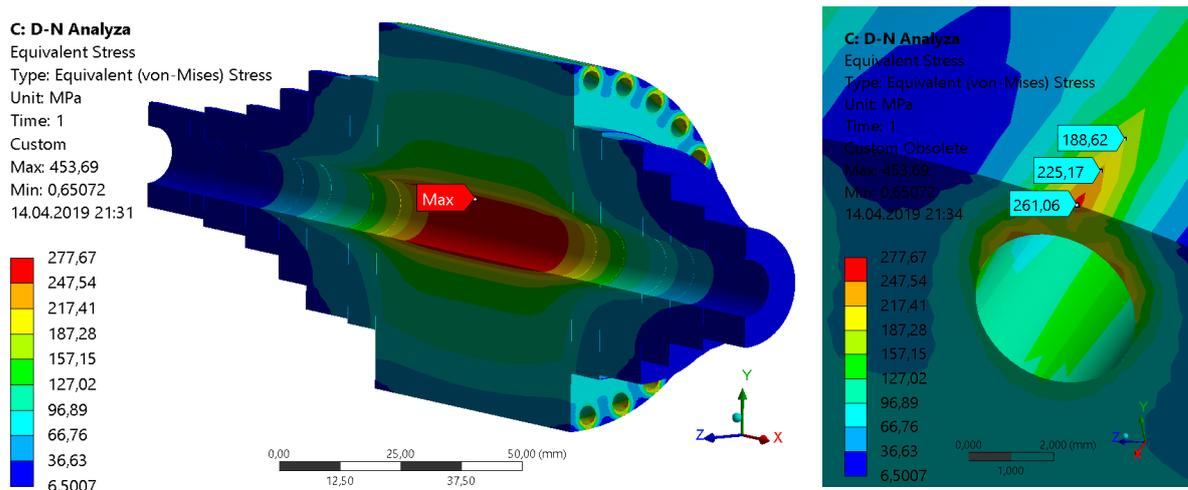 C: D-N Analyza
Equivalent Stress
Type: Equivalent (von-Mises) Stress
Unit: MPa
Time: 1
Custom
Max: 453,69
Min: 0,65072
14.04.2019 21:31
277,67
247,54
217,41
187,28
157,15
127,02
96,89
66,76
36,63
6,5007
Max
0,00 25,00 50,00 (mm)
12,50 37,50
Y
Z X
C: D-N Analyza
Equivalent Stress
Type: Equivalent (von-Mises) Stress
Unit: MPa
Time: 1
Custom Obsolete
Max: 453,69
Min: 0,65072
14.04.2019 21:34
188,62
225,17
261,06
277,67
247,54
217,41
187,28
157,15
127,02
96,89
66,76
36,63
6,5007
0,000 2,000 (mm)
1,000
Y
Z
X